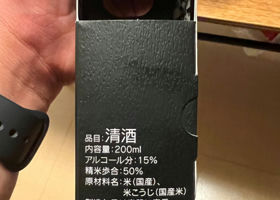 品目:清酒
内容量:200ml
アルコール分:15%
精米歩合:50%
原材料名:米(国産)、
米こうじ(国産米)